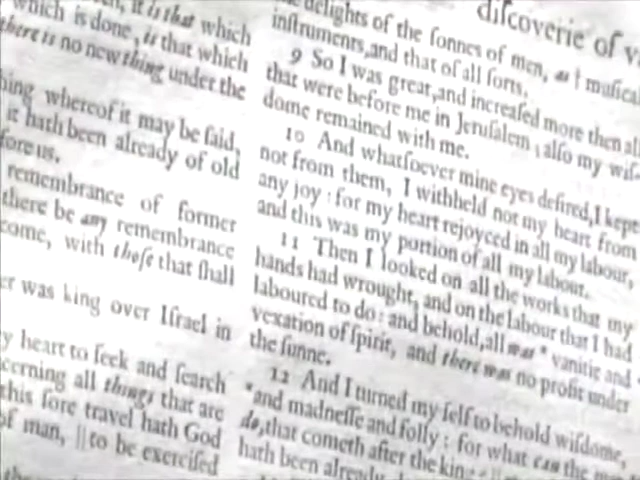 en, it is that which
which is done, is that which
there is no new thing under the
hing whereof it may be ſaid,
it hath been already of old
fore us.
remembrance of former
there be any remembrance
come, with thoſe that ſhall
er was king over Iſrael in
y heart to ſeek and ſearch
cerning all things that are
this ſore travel hath God
of man, || to be exerciſed
diſcoverie of
delights of the ſonnes of men, as † muſical
inſtruments, and that of all ſorts.
9 So I was great, and increaſed more then all
that were before me in Jeruſalem; alſo my wiſ-
dome remained with me.
10 And whatſoever mine eyes deſired, I kept
not from them, I withheld not my heart from
any joy: for my heart rejoyced in all my labour,
and this was my portion of all my labour.
11 Then I looked on all the works that my
hands had wrought, and on the labour that I had
laboured to do: and behold, all was * vanitie and
vexation of ſpirit, and there was no profit under
the ſunne.
12 And I turned my ſelf to behold wiſdome,
*and madneſſe and folly: for what can the
do, that cometh after the king
hath been already